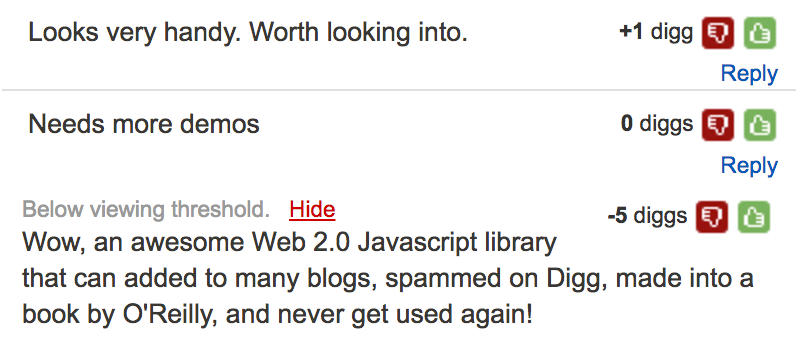 Looks very handy. Worth looking into.
+1 digg
Reply
Needs more demos
0 diggs
Reply
Below viewing threshold. Hide
-5 diggs
Wow, an awesome Web 2.0 Javascript library
that can added to many blogs, spammed on Digg, made into a
book by O'Reilly, and never get used again!